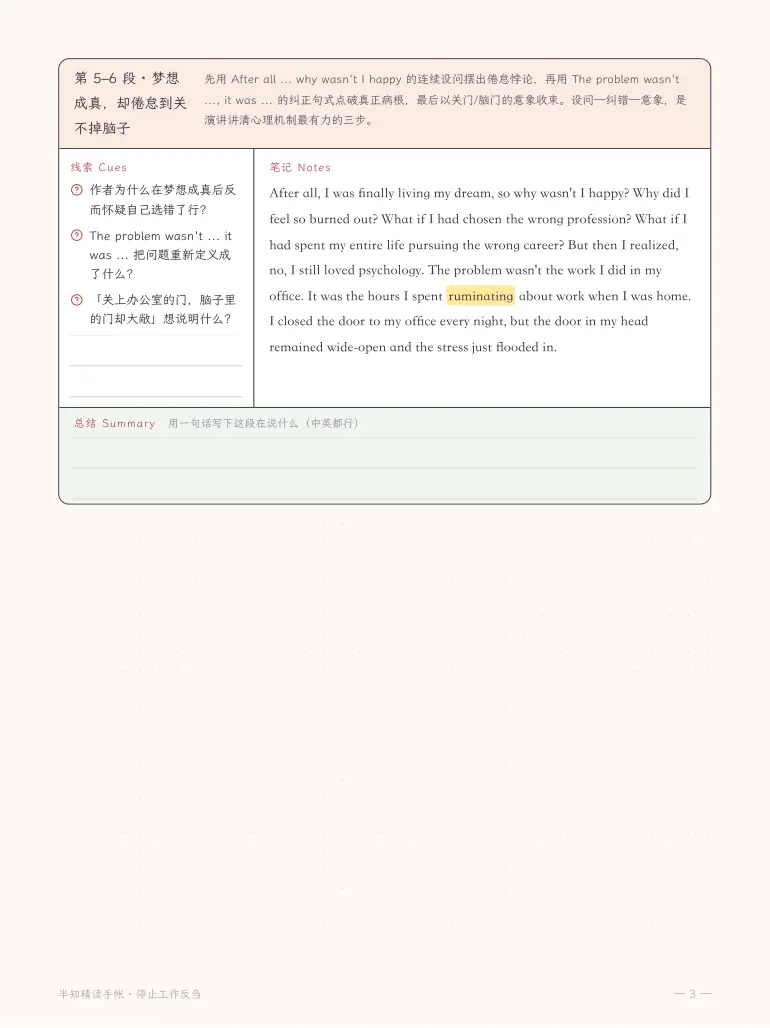 第 5–6 段·梦想
成真，却倦怠到关
不掉脑子
先用 After all … why wasn't I happy 的连续设问摆出倦怠悖论，再用 The problem wasn't
…, it was … 的纠正句式点破真正病根，最后以关门/脑门的意象收束。设问—纠错—意象，是
演讲讲清心理机制最有力的三步。
线索 Cues
作者为什么在梦想成真后反
而怀疑自己选错了行？
The problem wasn't … it
was … 把问题重新定义成
了什么？
「关上办公室的门，脑子里
的门却大敞」想说明什么？
笔记 Notes
After all, I was finally living my dream, so why wasn't I happy? Why did I
feel so burned out? What if I had chosen the wrong profession? What if I
had spent my entire life pursuing the wrong career? But then I realized,
no, I still loved psychology. The problem wasn't the work I did in my
office. It was the hours I spent ruminating about work when I was home.
I closed the door to my office every night, but the door in my head
remained wide-open and the stress just flooded in.
总结 Summary 用一句话写下这段在说什么（中英都行）
半知精读手帐·停止工作反刍
— 3 —